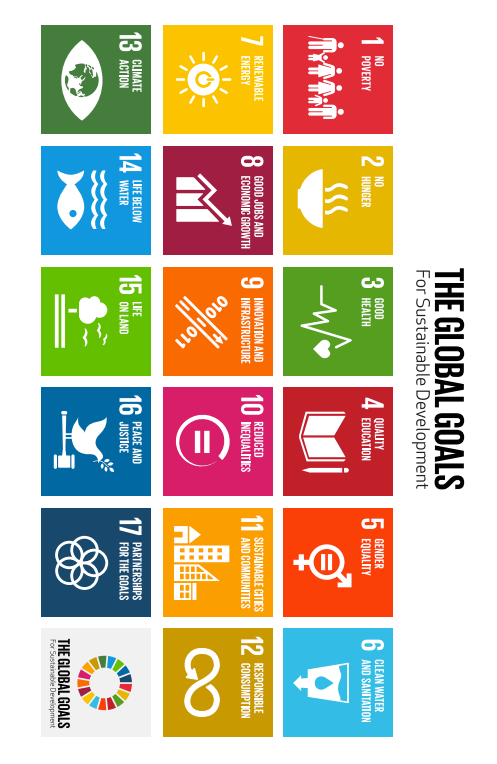 THE GLOBAL GOALS
For Sustainable Development
1 NO
POVERTY
2 NO
HUNGER
3 GOOD
HEALTH
4 QUALITY
EDUCATION
5 GENDER
EQUALITY
6 CLEAN WATER
AND SANITATION
7 RENEWABLE
ENERGY
8 GOOD JOBS AND
ECONOMIC GROWTH
9 INNOVATION AND
INFRASTRUCTURE
10 REDUCED
INEQUALITIES
11 SUSTAINABLE CITIES
AND COMMUNITIES
12 RESPONSIBLE
CONSUMPTION
13 CLIMATE
ACTION
14 LIFE BELOW
WATER
15 LIFE
ON LAND
16 PEACE AND
JUSTICE
17 PARTNERSHIPS
FOR THE GOALS
THE GLOBAL GOALS
For Sustainable Development